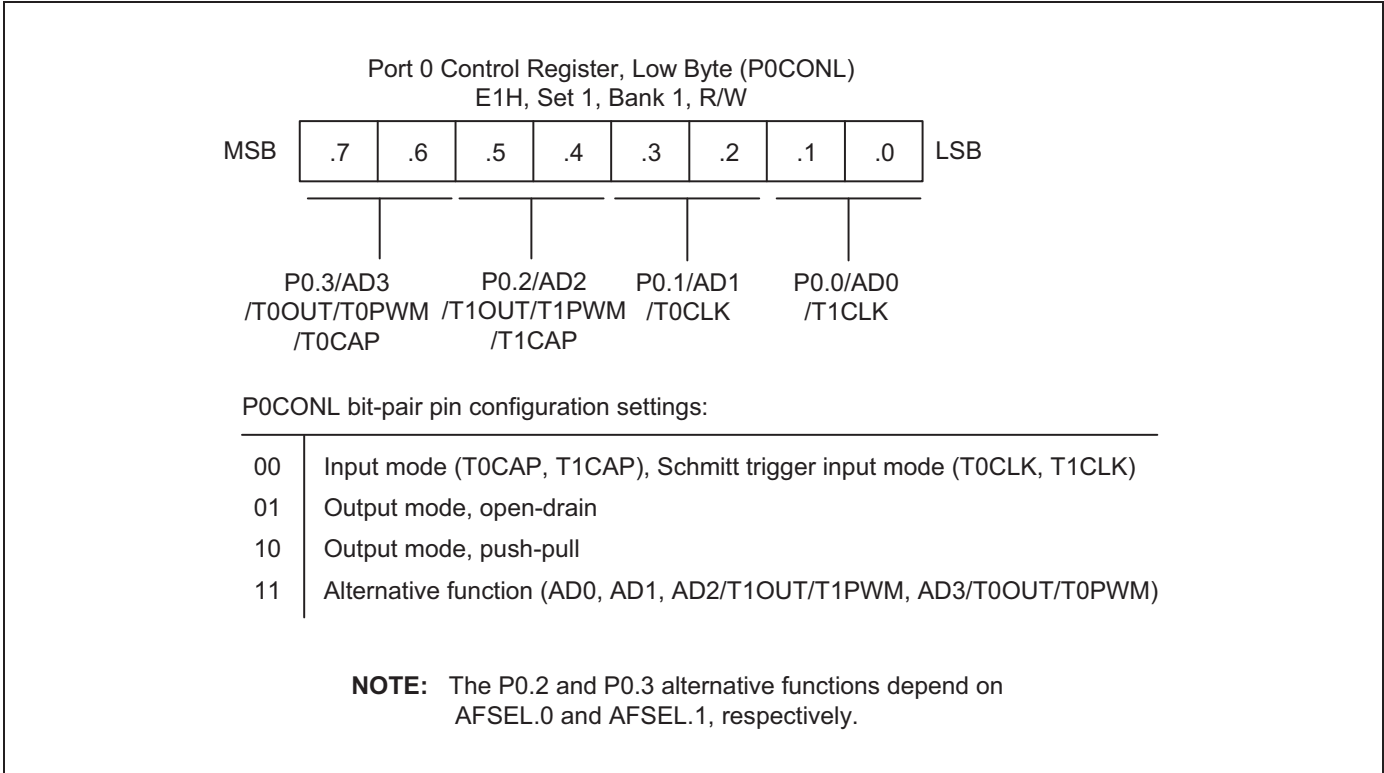 Port 0 Control Register, Low Byte (P0CONL)
E1H, Set 1, Bank 1, R/W
MSB .7 .6 .5 .4 .3 .2 .1 .0 LSB
P0.3/AD3 P0.2/AD2 P0.1/AD1 P0.0/AD0
/T0OUT/T0PWM /T1OUT/T1PWM /T0CLK /T1CLK
/T0CAP /T1CAP
P0CONL bit-pair pin configuration settings:
00 Input mode (T0CAP, T1CAP), Schmitt trigger input mode (T0CLK, T1CLK)
01 Output mode, open-drain
10 Output mode, push-pull
11 Alternative function (AD0, AD1, AD2/T1OUT/T1PWM, AD3/T0OUT/T0PWM)
NOTE: The P0.2 and P0.3 alternative functions depend on
AFSEL.0 and AFSEL.1, respectively.